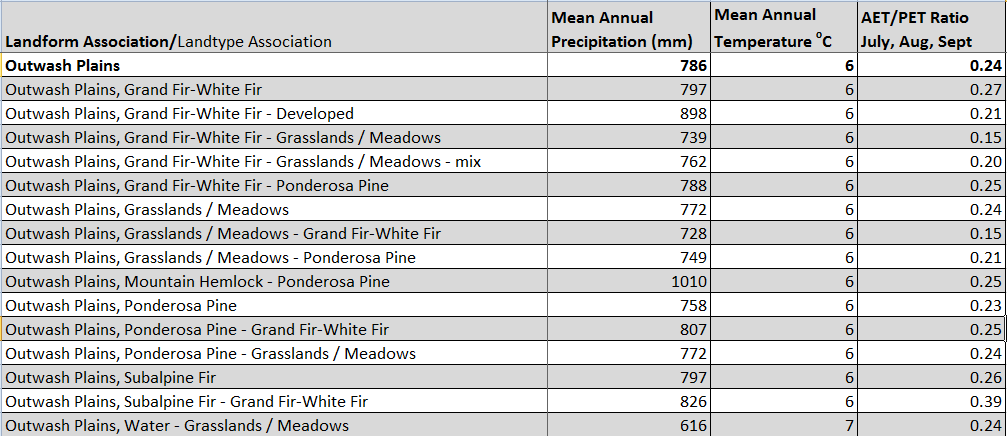 Landform Association/Landtype Association Mean Annual Precipitation (mm) Mean Annual Temperature ⁰C AET/PET Ratio July, Aug, Sept
Outwash Plains 786 6 0.24
Outwash Plains, Grand Fir-White Fir 797 6 0.27
Outwash Plains, Grand Fir-White Fir - Developed 898 6 0.21
Outwash Plains, Grand Fir-White Fir - Grasslands / Meadows 739 6 0.15
Outwash Plains, Grand Fir-White Fir - Grasslands / Meadows - mix 762 6 0.20
Outwash Plains, Grand Fir-White Fir - Ponderosa Pine 788 6 0.25
Outwash Plains, Grasslands / Meadows 772 6 0.24
Outwash Plains, Grasslands / Meadows - Grand Fir-White Fir 728 6 0.15
Outwash Plains, Grasslands / Meadows - Ponderosa Pine 749 6 0.21
Outwash Plains, Mountain Hemlock - Ponderosa Pine 1010 6 0.25
Outwash Plains, Ponderosa Pine 758 6 0.23
Outwash Plains, Ponderosa Pine - Grand Fir-White Fir 807 6 0.25
Outwash Plains, Ponderosa Pine - Grasslands / Meadows 772 6 0.24
Outwash Plains, Subalpine Fir 797 6 0.26
Outwash Plains, Subalpine Fir - Grand Fir-White Fir 826 6 0.39
Outwash Plains, Water - Grasslands / Meadows 616 7 0.24